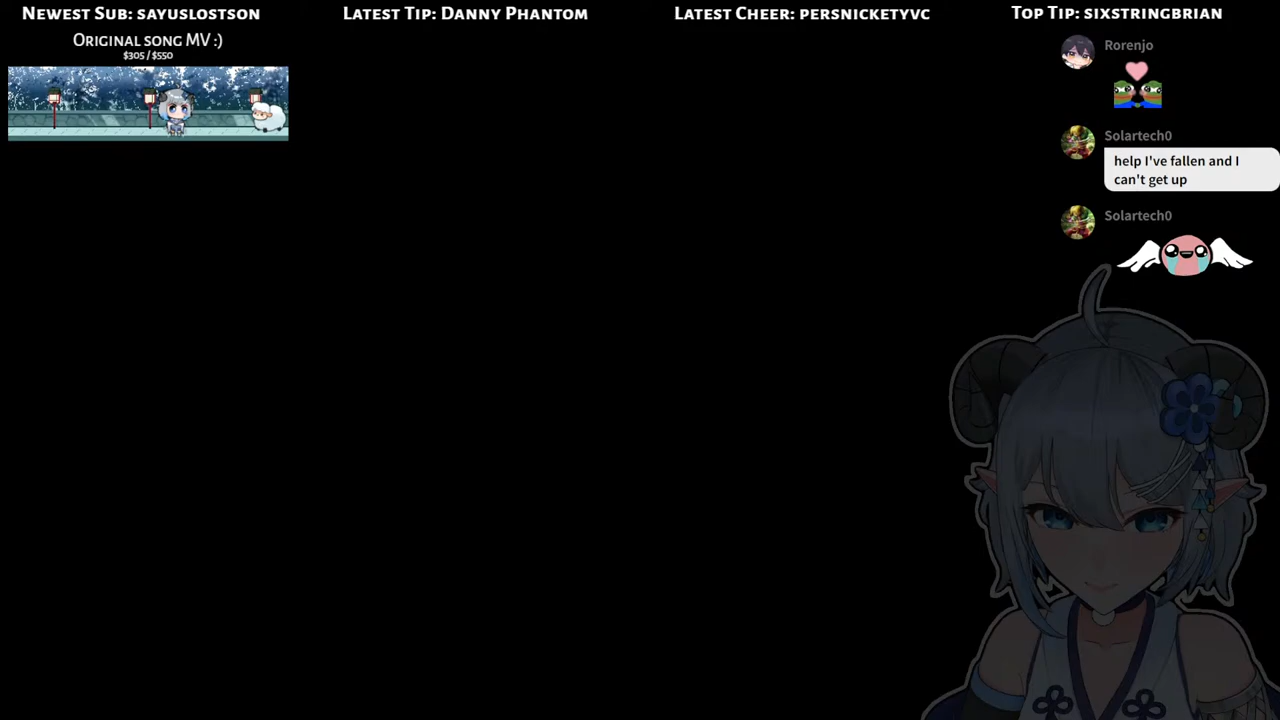 NEWEST SUB: SAYUSLOSTSON
LATEST TIP: DANNY PHANTOM
LATEST CHEER: PERSNICKETYVC
TOP TIP: SIXSTRINGBRIAN
ORIGINAL SONG MV :)
$305 / $550
Rorenjo
Solartech0
help I've fallen and I
can't get up
Solartech0